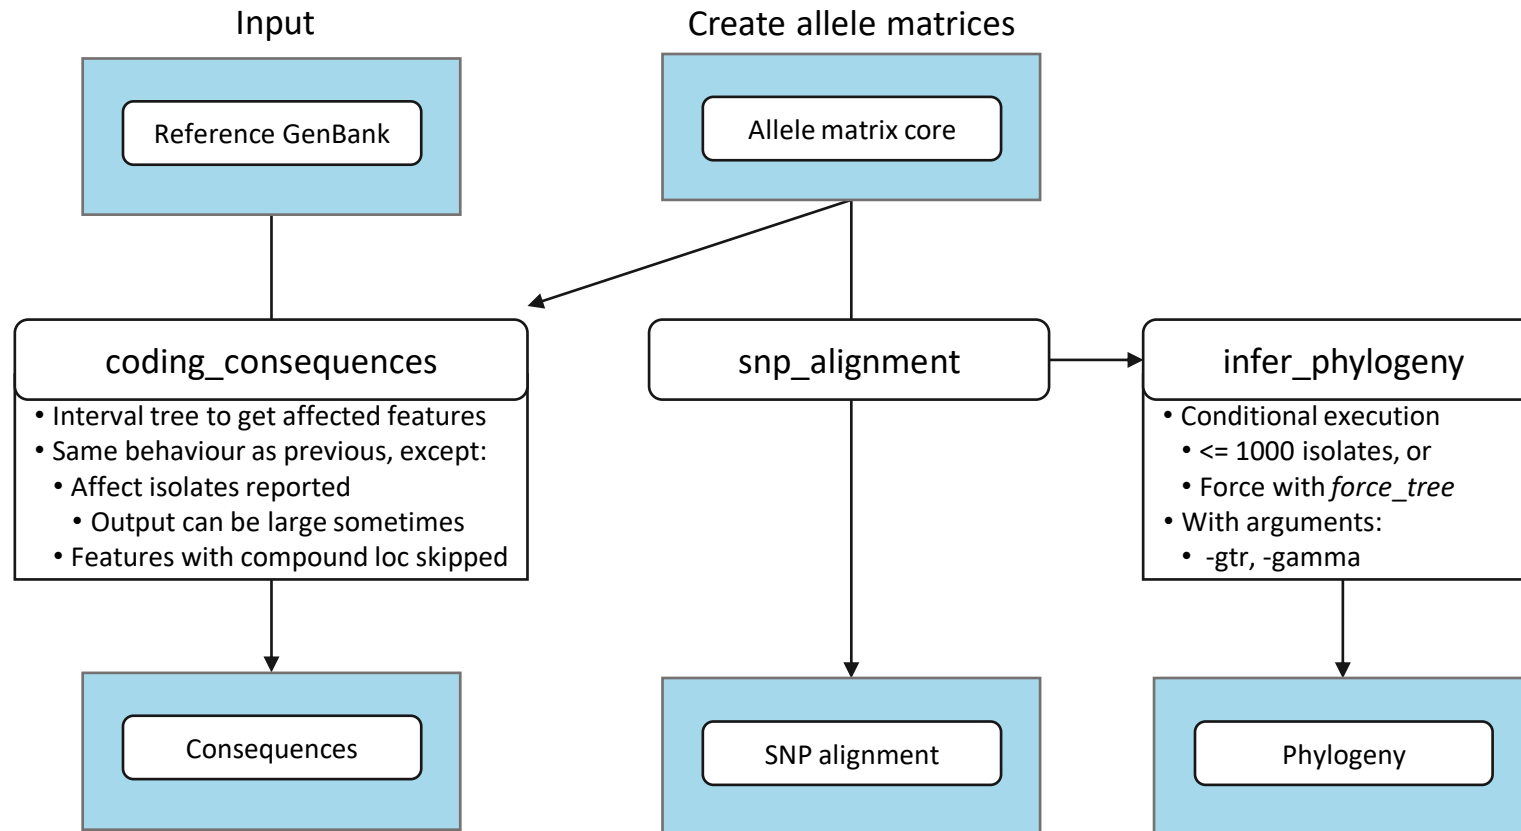 Input
Create allele matrices
Reference GenBank
Allele matrix core
coding_consequences
• Interval tree to get affected features
• Same behaviour as previous, except:
• Affect isolates reported
• Output can be large sometimes
• Features with compound loc skipped
snp_alignment
infer_phylogeny
• Conditional execution
• <= 1000 isolates, or
• Force with force_tree
• With arguments:
• -gtr, -gamma
Consequences
SNP alignment
Phylogeny